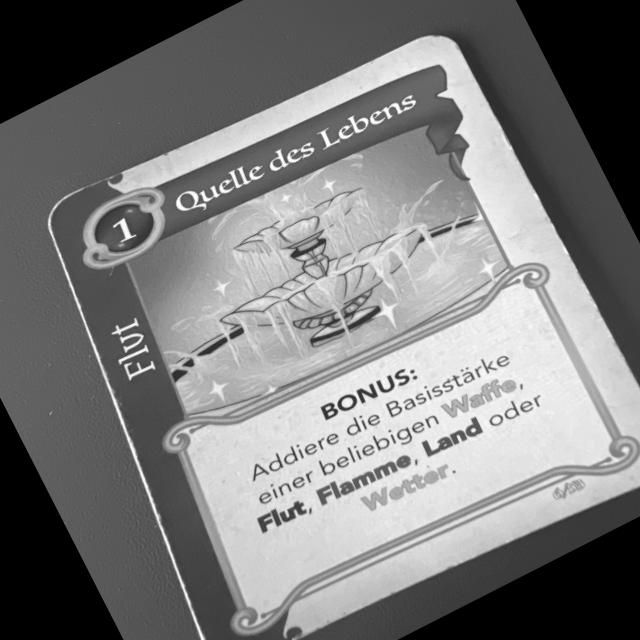 1
Quelle des Lebens
Flut
BONUS:
Addiere die Basisstärke
einer beliebigen Waffe,
Flut, Flamme, Land oder
Wetter.